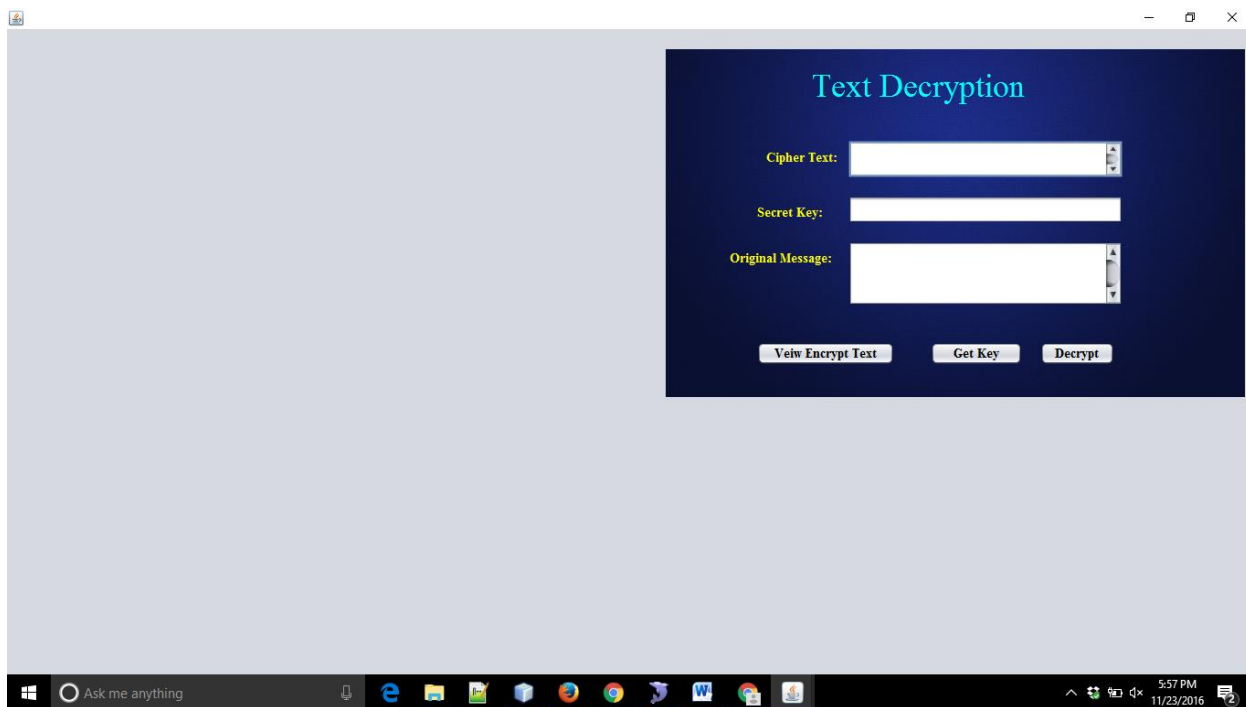 Text Decryption
Cipher Text:
Secret Key:
Original Message:
Veiw Encrypt Text Get Key Decrypt
Ask me anything
5:57 PM
11/23/2016
2